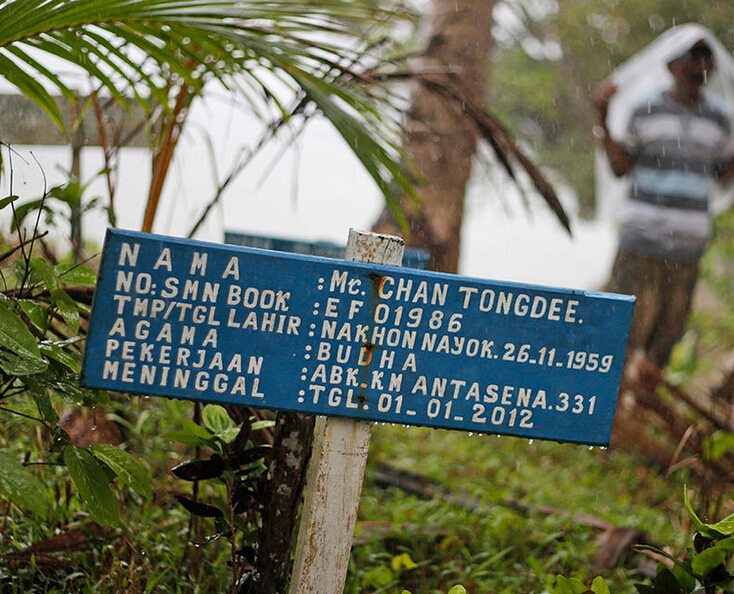 NAMA : Mr. CHAN TONGDEE.
NO:SMN BOOK : EF 01986
TMP/TGL LAHIR : NAKHON NAYOK. 26-11-1959
AGAMA : BUDHA
PEKERJAAN : ABK.KM ANTASENA.331
MENINGGAL : TGL. 01-01-2012